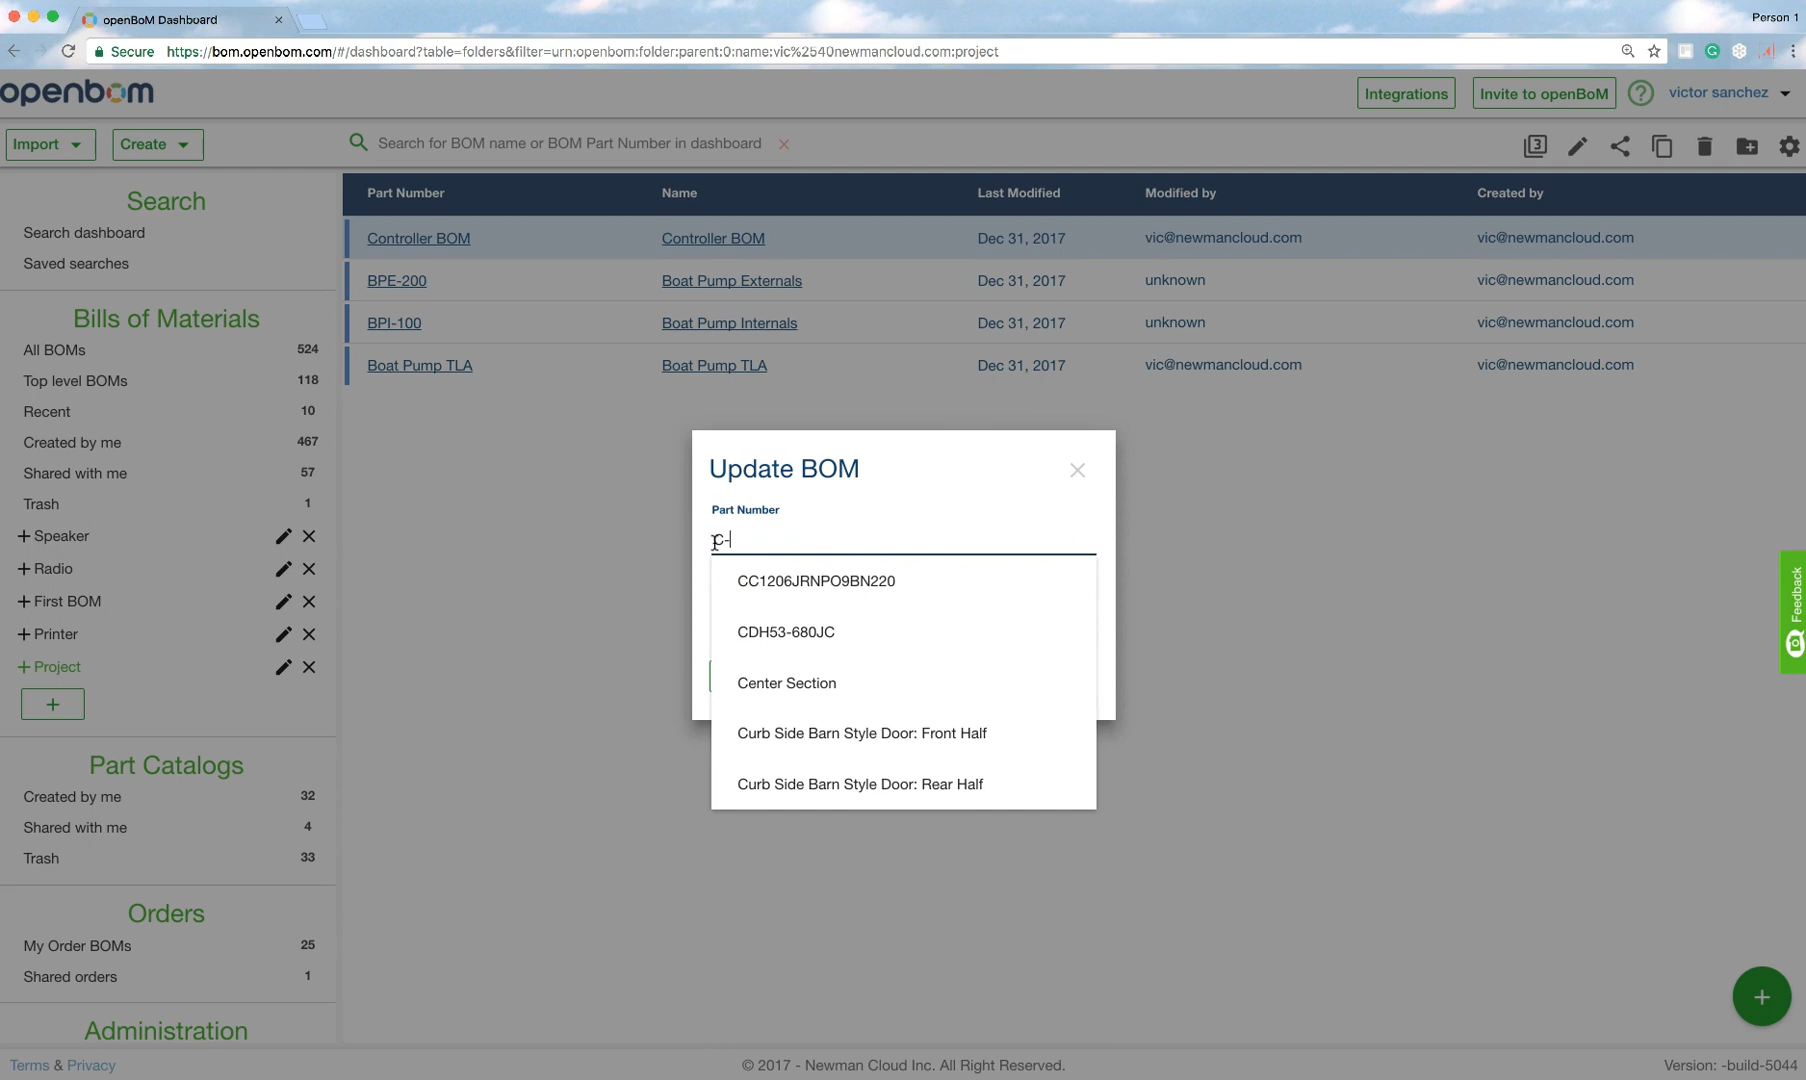 openBoM Dashboard
Person 1
Secure https://bom.openbom.com/#/dashboard?table=folders&filter=urn:openbom:folder:parent:0:name:vic%2540newmancloud.com:project
openbom
Integrations
Invite to openBoM
?
victor sanchez
Import
Create
Search for BOM name or BOM Part Number in dashboard
3
Search
Search dashboard
Saved searches
Bills of Materials
All BOMs 524
Top level BOMs 118
Recent 10
Created by me 467
Shared with me 57
Trash 1
Speaker
Radio
First BOM
Printer
Project
+
Part Catalogs
Created by me 32
Shared with me 4
Trash 33
Orders
My Order BOMs 25
Shared orders 1
Administration
Part Number Name Last Modified Modified by Created by
Controller BOM Controller BOM Dec 31, 2017 vic@newmancloud.com vic@newmancloud.com
BPE-200 Boat Pump Externals Dec 31, 2017 unknown vic@newmancloud.com
BPI-100 Boat Pump Internals Dec 31, 2017 unknown vic@newmancloud.com
Boat Pump TLA Boat Pump TLA Dec 31, 2017 vic@newmancloud.com vic@newmancloud.com
Update BOM
Part Number
C-
CC1206JRNPO9BN220
CDH53-680JC
Center Section
Curb Side Barn Style Door: Front Half
Curb Side Barn Style Door: Rear Half
Feedback
+
Terms & Privacy
© 2017 - Newman Cloud Inc. All Right Reserved.
Version: -build-5044